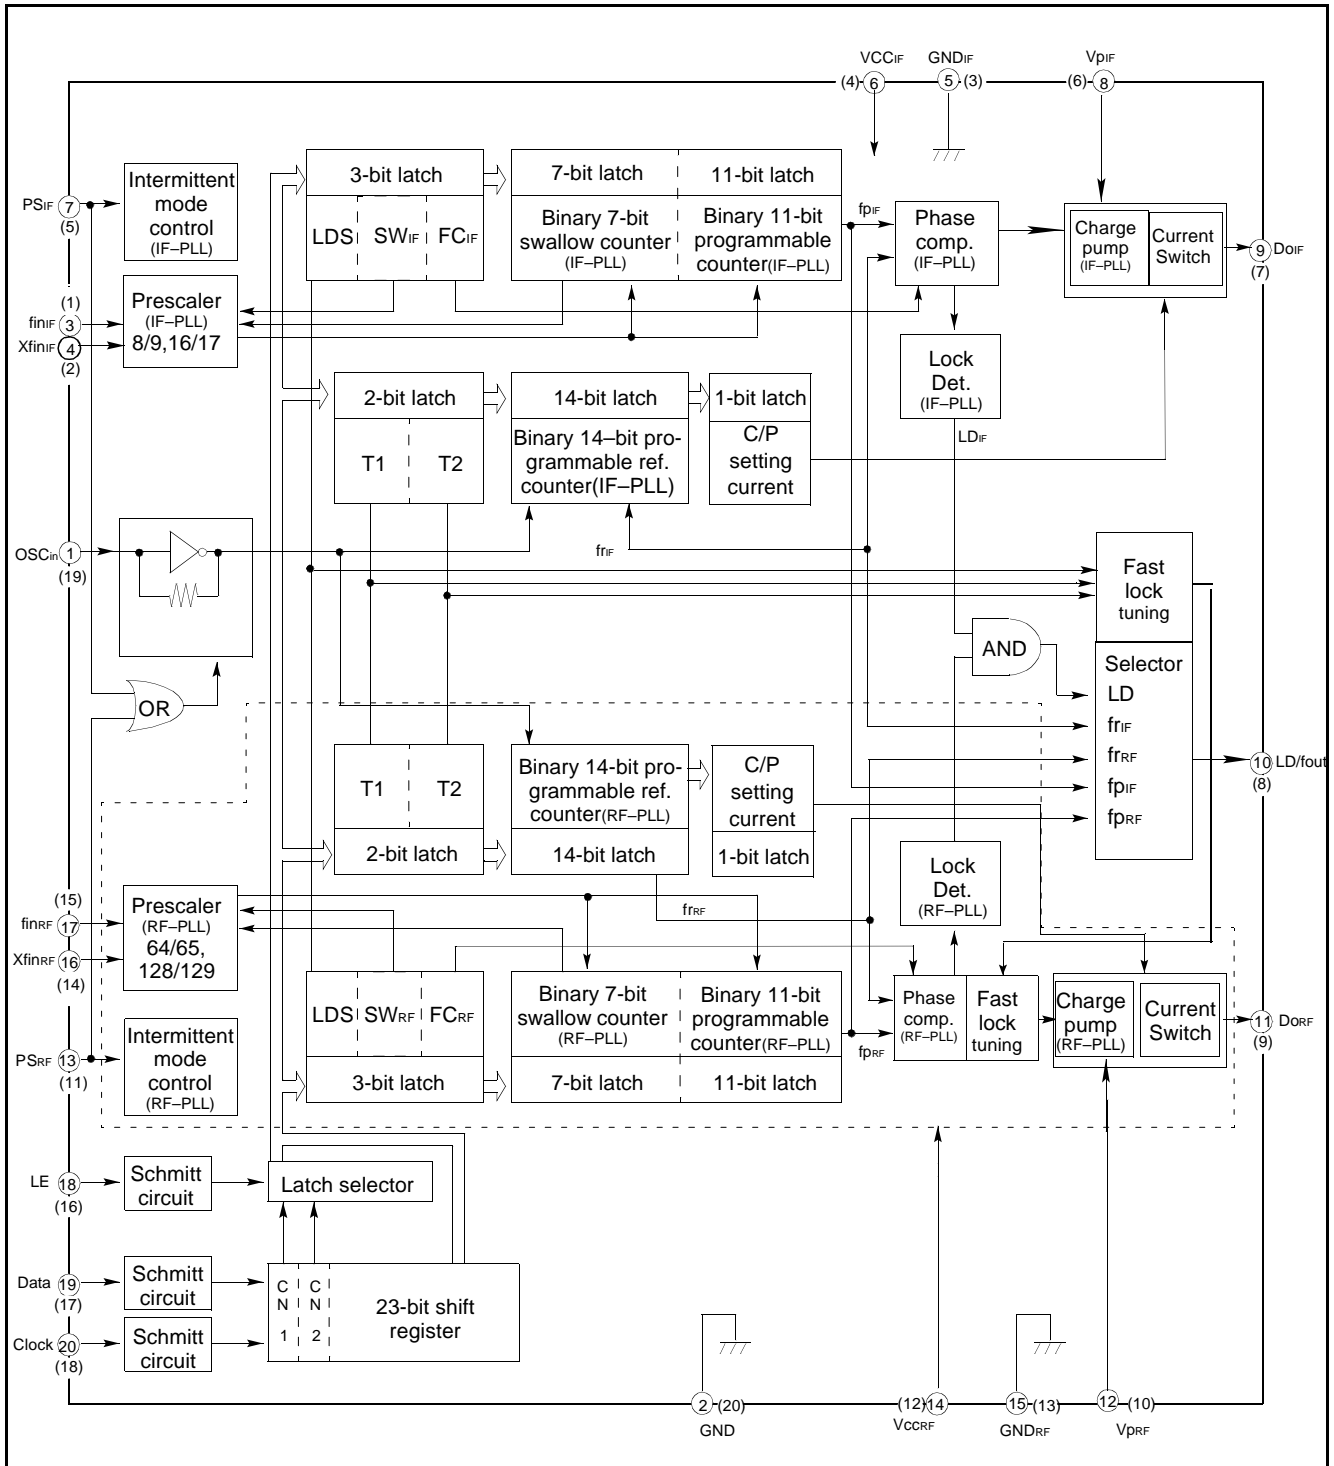 VCCIF GNDIF VpIF
(4) 6 5 (3) (6) 8
Intermittent
mode
control
(IF–PLL)
PSIF 7
(5)
3-bit latch
LDS SWIF FCIF
7-bit latch 11-bit latch
Binary 7-bit
swallow counter
(IF–PLL)
Binary 11-bit
programmable
counter(IF–PLL)
fpIF
Phase
comp.
(IF–PLL)
Charge
pump
(IF–PLL)
Current
Switch
9 DoIF
(7)
(1)
finIF 3
XfinIF 4
(2)
Prescaler
(IF–PLL)
8/9,16/17
Lock
Det.
(IF–PLL)
LDIF
2-bit latch
T1 T2
14-bit latch
Binary 14–bit pro-
grammable ref.
counter(IF–PLL)
1-bit latch
C/P
setting
current
OSCin 1
(19)
frIF
Fast
lock
tuning
AND
OR
Selector
LD
frIF
frRF
fpIF
fpRF
10 LD/fout
(8)
T1 T2
2-bit latch
Binary 14-bit pro-
grammable ref.
counter(RF–PLL)
14-bit latch
C/P
setting
current
1-bit latch
Lock
Det.
(RF–PLL)
(15)
finRF 17
XfinRF 16
(14)
Prescaler
(RF–PLL)
64/65,
128/129
frRF
LDS SWRF FCRF
3-bit latch
Binary 7-bit
swallow counter
(RF–PLL)
Binary 11-bit
programmable
counter(RF–PLL)
7-bit latch 11-bit latch
fpRF
Phase
comp.
(RF–PLL)
Fast
lock
tuning
Charge
pump
(RF–PLL)
Current
Switch
11 DoRF
(9)
PSRF 13
(11)
Intermittent
mode
control
(RF–PLL)
LE 18
(16)
Schmitt
circuit
Latch selector
Data 19
(17)
Schmitt
circuit
Clock 20
(18)
Schmitt
circuit
C
N
1
C
N
2
23-bit shift
register
2 (20)
GND
(12) 14
VccRF
15 (13)
GNDRF
12 (10)
VpRF